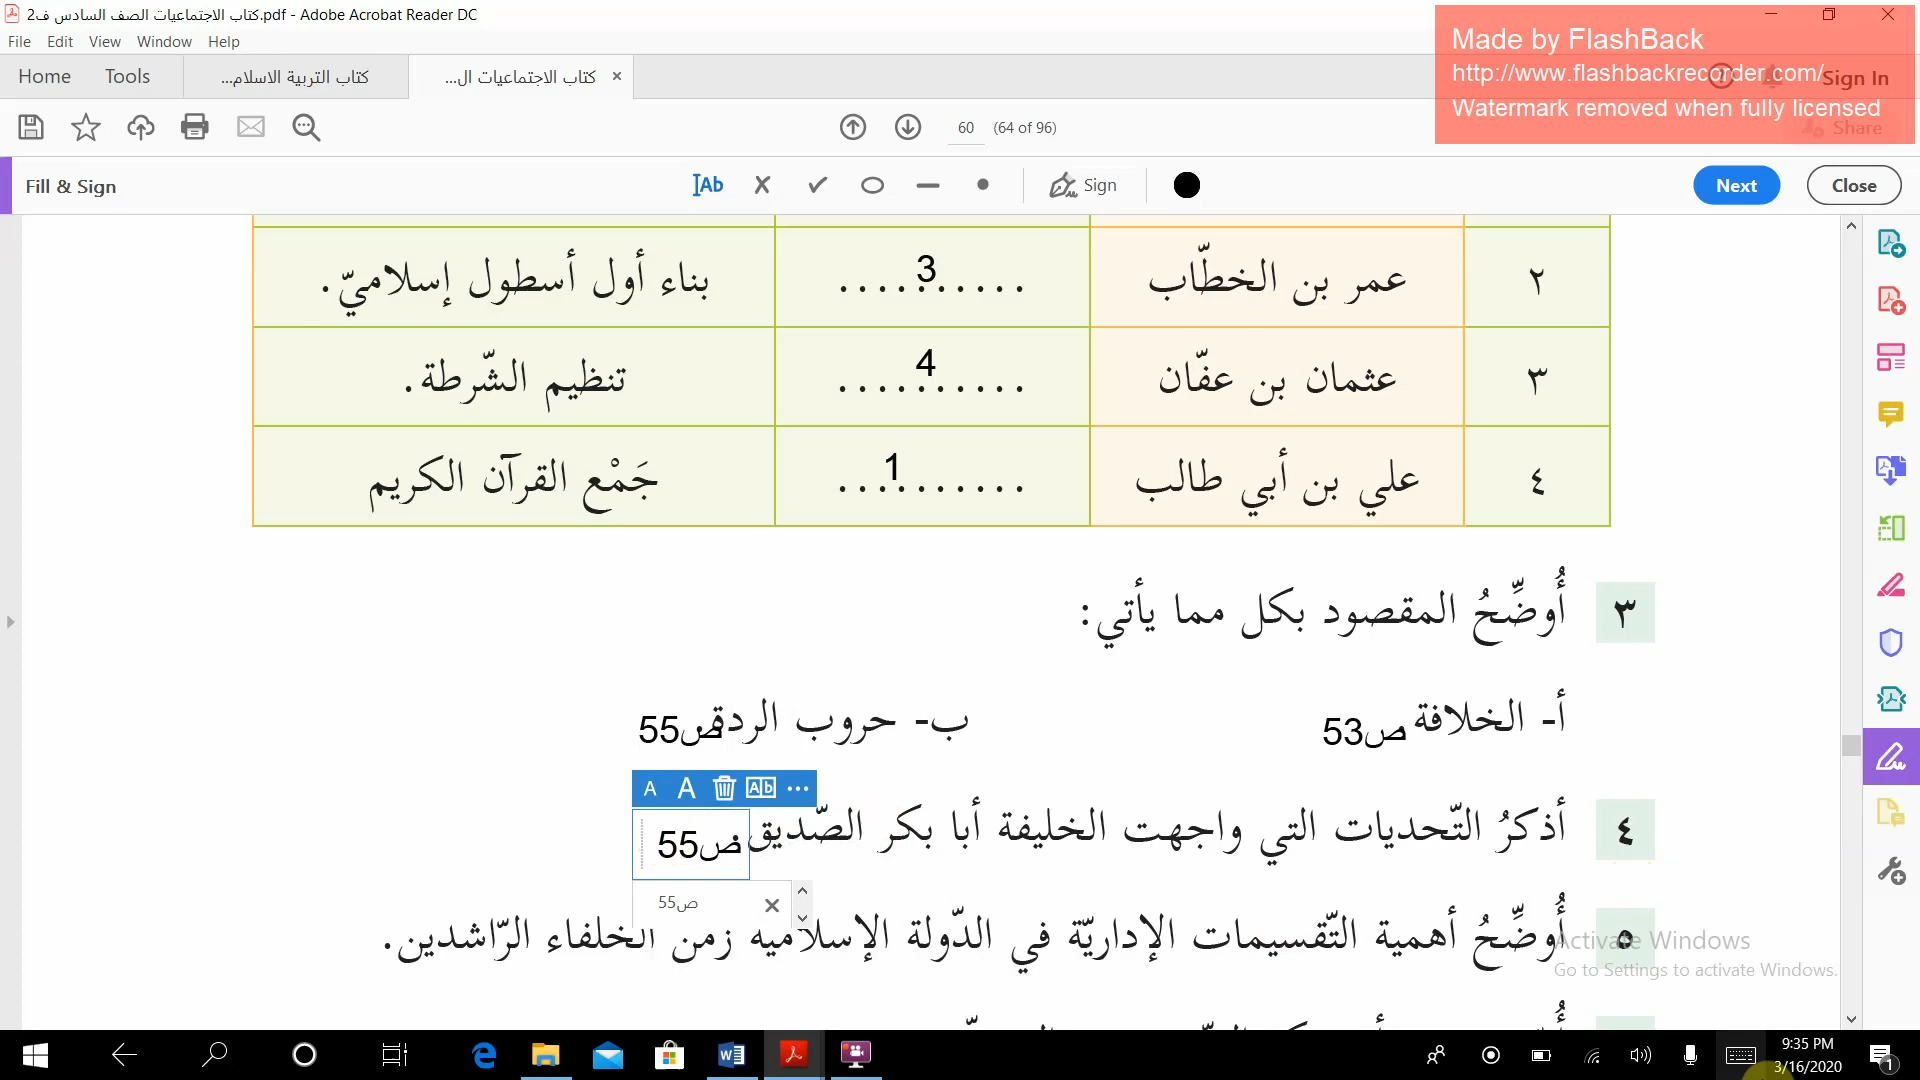 كتاب الاجتماعيات الصف السادس ف2.pdf - Adobe Acrobat Reader DC
File Edit View Window Help
Home Tools كتاب التربية الاسلام... كتاب الاجتماعيات ال... ×
Made by FlashBack
http://www.flashbackrecorder.com/
Watermark removed when fully licensed
Sign In
60 (64 of 96)
Share
Fill & Sign
Ab Sign Next Close
٢ عمر بن الخطّاب .......... 3 بناء أول أسطول إسلاميّ.
٣ عثمان بن عفّان .......... 4 تنظيم الشّرطة.
٤ علي بن أبي طالب .......... 1 جَمْع القرآن الكريم
٣ أُوضِّحُ المقصود بكل مما يأتي:
أ- الخلافة ص53 ب- حروب الردة ص55
A A Ab ...
٤ أذكرُ التّحديات التي واجهت الخليفة أبا بكر الصّديق ص55
ص55
٥ أُوضِّحُ أهمية التّقسيمات الإداريّة في الدّولة الإسلامية زمن الخلفاء الرّاشدين.
Activate Windows
Go to Settings to activate Windows.
9:35 PM
3/16/2020
1